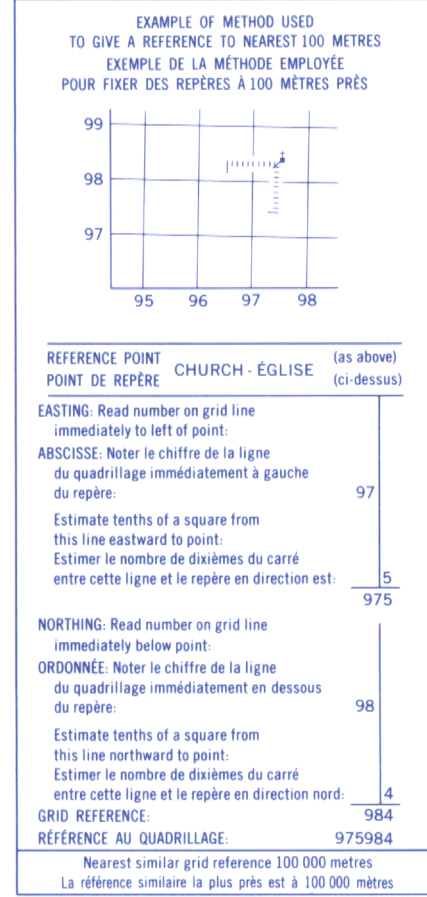 EXAMPLE OF METHOD USED
TO GIVE A REFERENCE TO NEAREST 100 METRES
EXEMPLE DE LA MÉTHODE EMPLOYÉE
POUR FIXER DES REPÈRES À 100 MÈTRES PRÈS
99
98
97
95 96 97 98
REFERENCE POINT
POINT DE REPÈRE
CHURCH - ÉGLISE
(as above)
(ci-dessus)
EASTING: Read number on grid line
immediately to left of point:
ABSCISSE: Noter le chiffre de la ligne
du quadrillage immédiatement à gauche
du repère: 97
Estimate tenths of a square from
this line eastward to point:
Estimer le nombre de dixièmes du carré
entre cette ligne et le repère en direction est: 5
975
NORTHING: Read number on grid line
immediately below point:
ORDONNÉE: Noter le chiffre de la ligne
du quadrillage immédiatement en dessous
du repère: 98
Estimate tenths of a square from
this line northward to point:
Estimer le nombre de dixièmes du carré
entre cette ligne et le repère en direction nord: 4
GRID REFERENCE: 984
RÉFÉRENCE AU QUADRILLAGE: 975984
Nearest similar grid reference 100 000 metres
La référence similaire la plus près est à 100 000 mètres